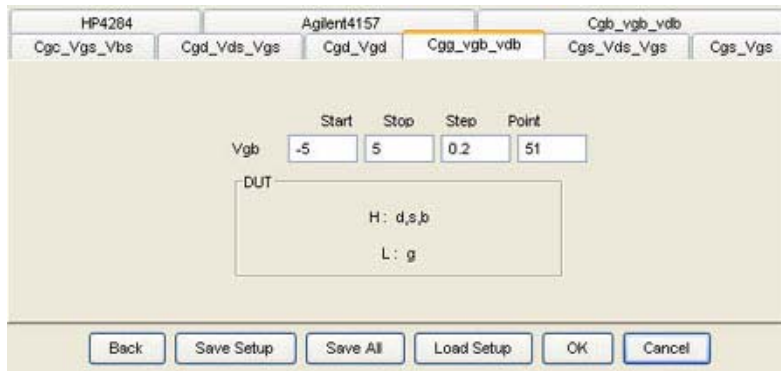 HP4284 Agilent4157 Cgb_vgb_vdb
Cgc_Vgs_Vbs Cgd_Vds_Vgs Cgd_Vgd Cgg_vgb_vdb Cgs_Vds_Vgs Cgs_Vgs
Start Stop Step Point
Vgb -5 5 0.2 51
DUT
H : d,s,b
L : g
Back Save Setup Save All Load Setup OK Cancel